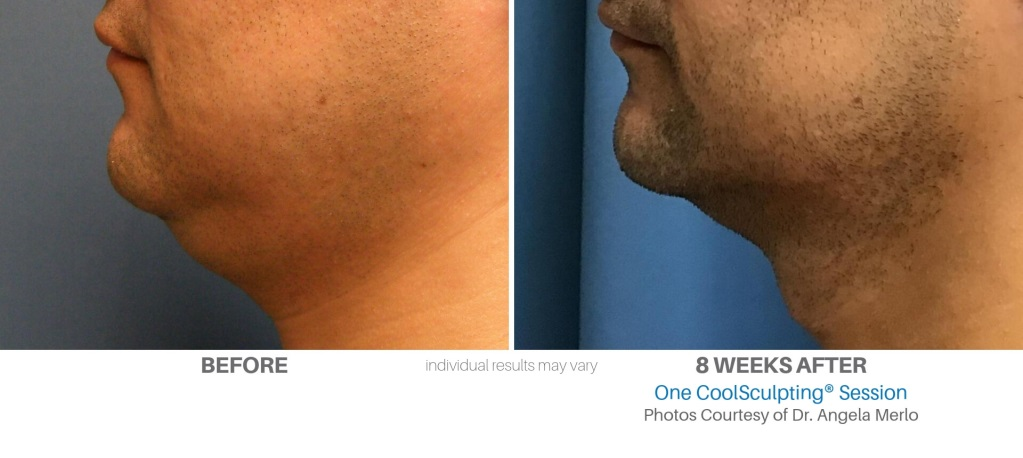 BEFORE
individual results may vary
8 WEEKS AFTER
One CoolSculpting® Session
Photos Courtesy of Dr. Angela Merlo